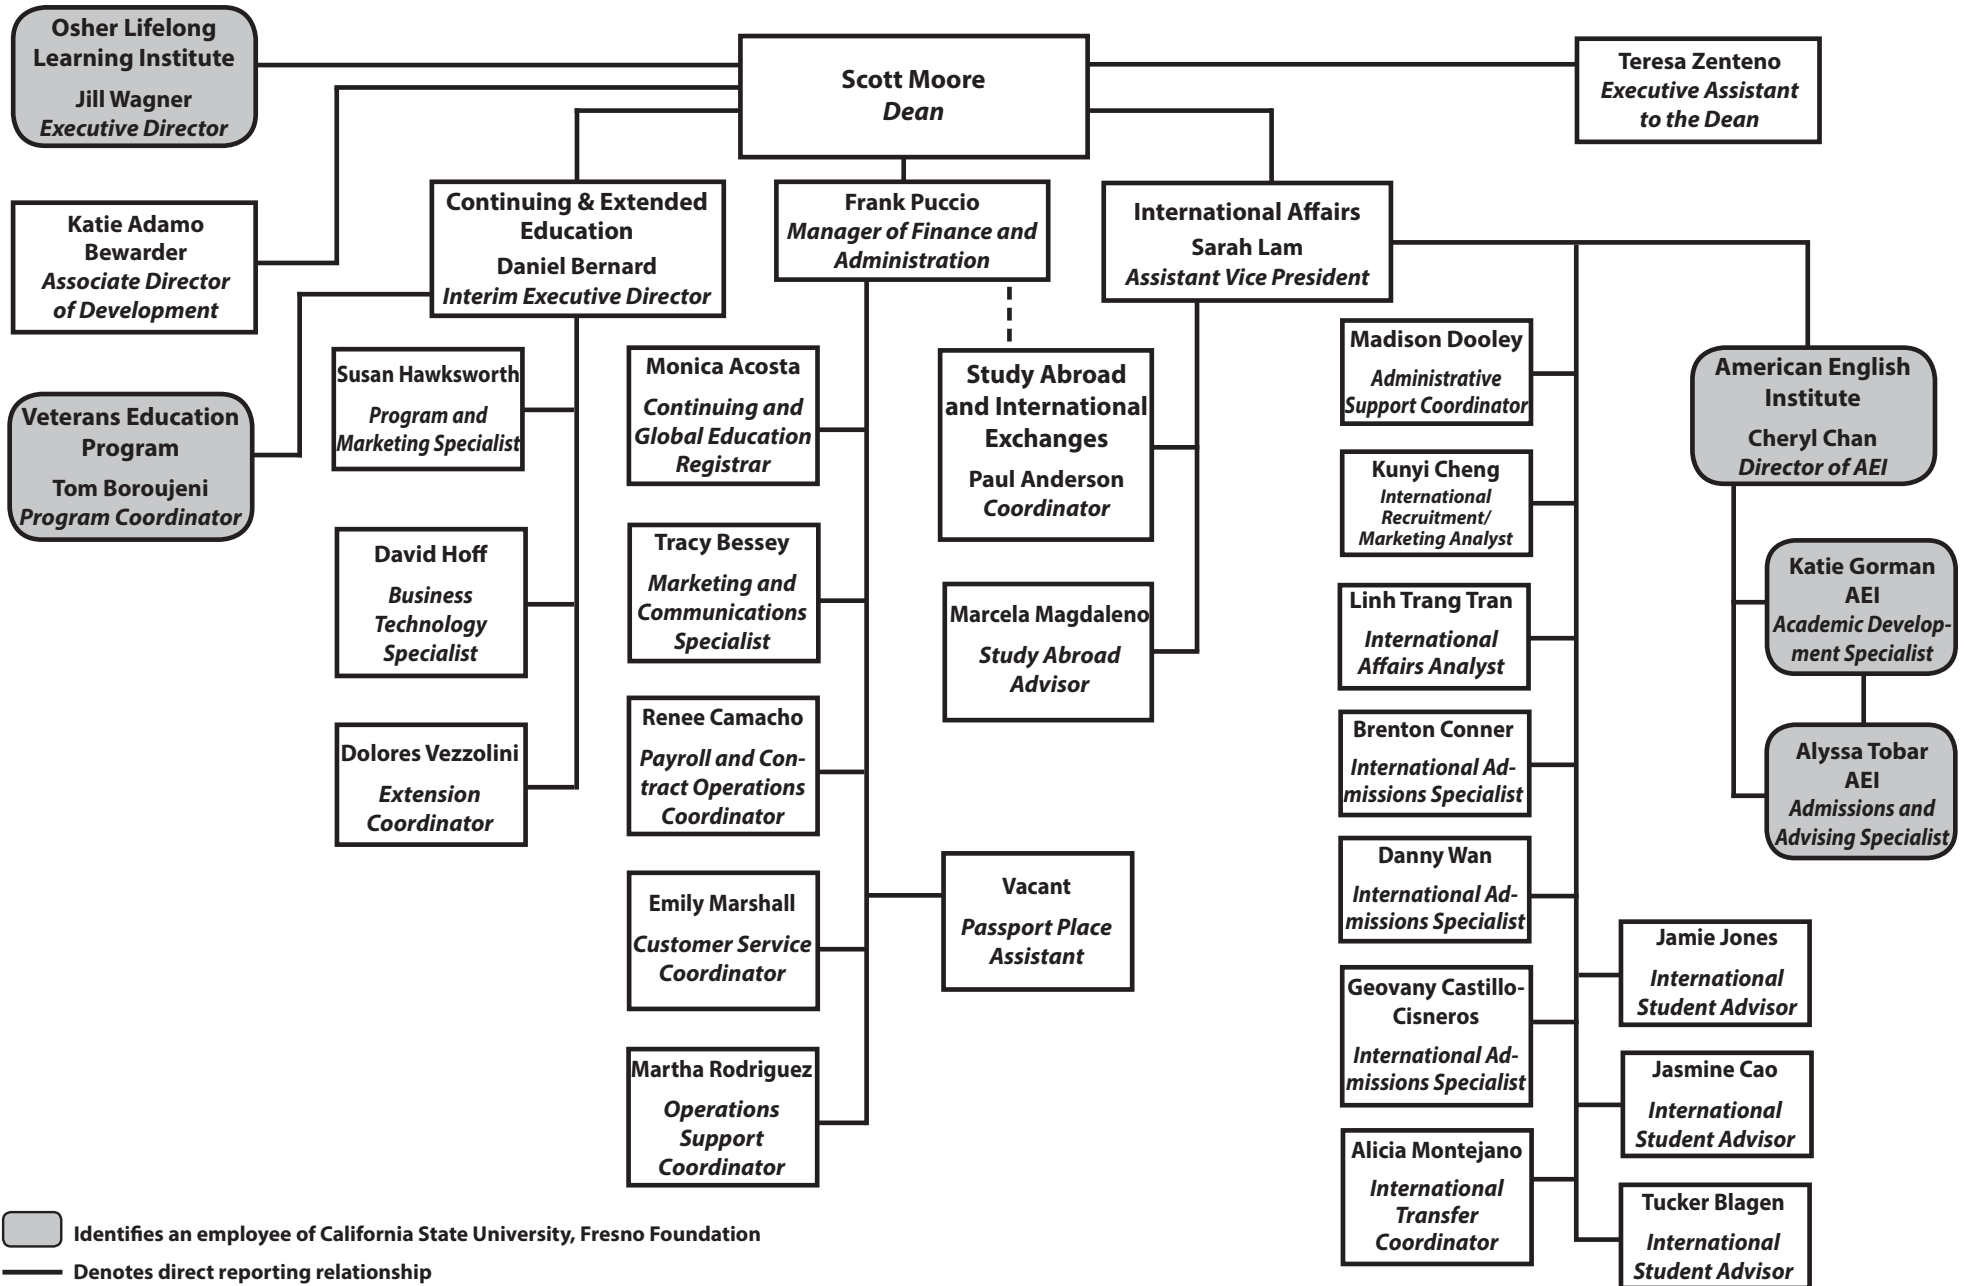 Osher Lifelong
Learning Institute
Jill Wagner
Executive Director
Scott Moore
Dean
Teresa Zenteno
Executive Assistant
to the Dean
Katie Adamo
Bewarder
Associate Director
of Development
Continuing & Extended
Education
Daniel Bernard
Interim Executive Director
Frank Puccio
Manager of Finance and
Administration
International Affairs
Sarah Lam
Assistant Vice President
Veterans Education
Program
Tom Boroujeni
Program Coordinator
Susan Hawksworth
Program and
Marketing Specialist
David Hoff
Business
Technology
Specialist
Dolores Vezzolini
Extension
Coordinator
Monica Acosta
Continuing and
Global Education
Registrar
Tracy Bessey
Marketing and
Communications
Specialist
Renee Camacho
Payroll and Con-
tract Operations
Coordinator
Emily Marshall
Customer Service
Coordinator
Martha Rodriguez
Operations
Support
Coordinator
Study Abroad
and International
Exchanges
Paul Anderson
Coordinator
Marcela Magdaleno
Study Abroad
Advisor
Vacant
Passport Place
Assistant
Madison Dooley
Administrative
Support Coordinator
Kunyi Cheng
International
Recruitment/
Marketing Analyst
Linh Trang Tran
International
Affairs Analyst
Brenton Conner
International Ad-
missions Specialist
Danny Wan
International Ad-
missions Specialist
Geovany Castillo-
Cisneros
International Ad-
missions Specialist
Alicia Montejano
International
Transfer
Coordinator
American English
Institute
Cheryl Chan
Director of AEI
Katie Gorman
AEI
Academic Develop-
ment Specialist
Alyssa Tobar
AEI
Admissions and
Advising Specialist
Jamie Jones
International
Student Advisor
Jasmine Cao
International
Student Advisor
Tucker Blagen
International
Student Advisor
Identifies an employee of California State University, Fresno Foundation
Denotes direct reporting relationship